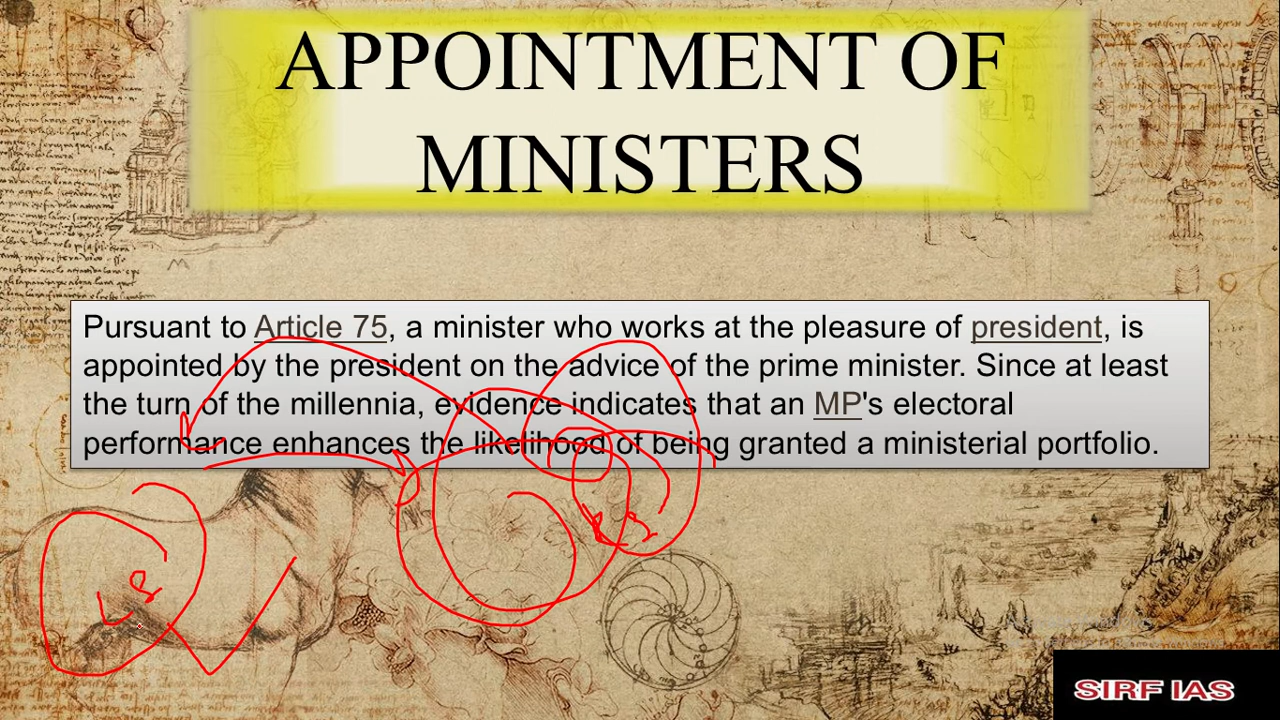 APPOINTMENT OF
MINISTERS
Pursuant to Article 75, a minister who works at the pleasure of president, is
appointed by the president on the advice of the prime minister. Since at least
the turn of the millennia, evidence indicates that an MP's electoral
performance enhances the likelihood of being granted a ministerial portfolio.
RS
LS
SIRF IAS